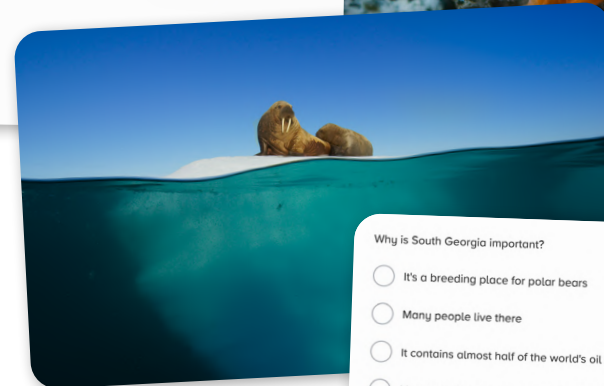 Why is South Georgia important?
It's a breeding place for polar bears
Many people live there
It contains almost half of the world's oil